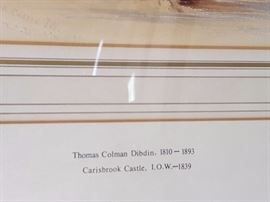 Thomas Colman Dibdin, 1810 — 1893
Carisbrook Castle, I.O.W.—1839